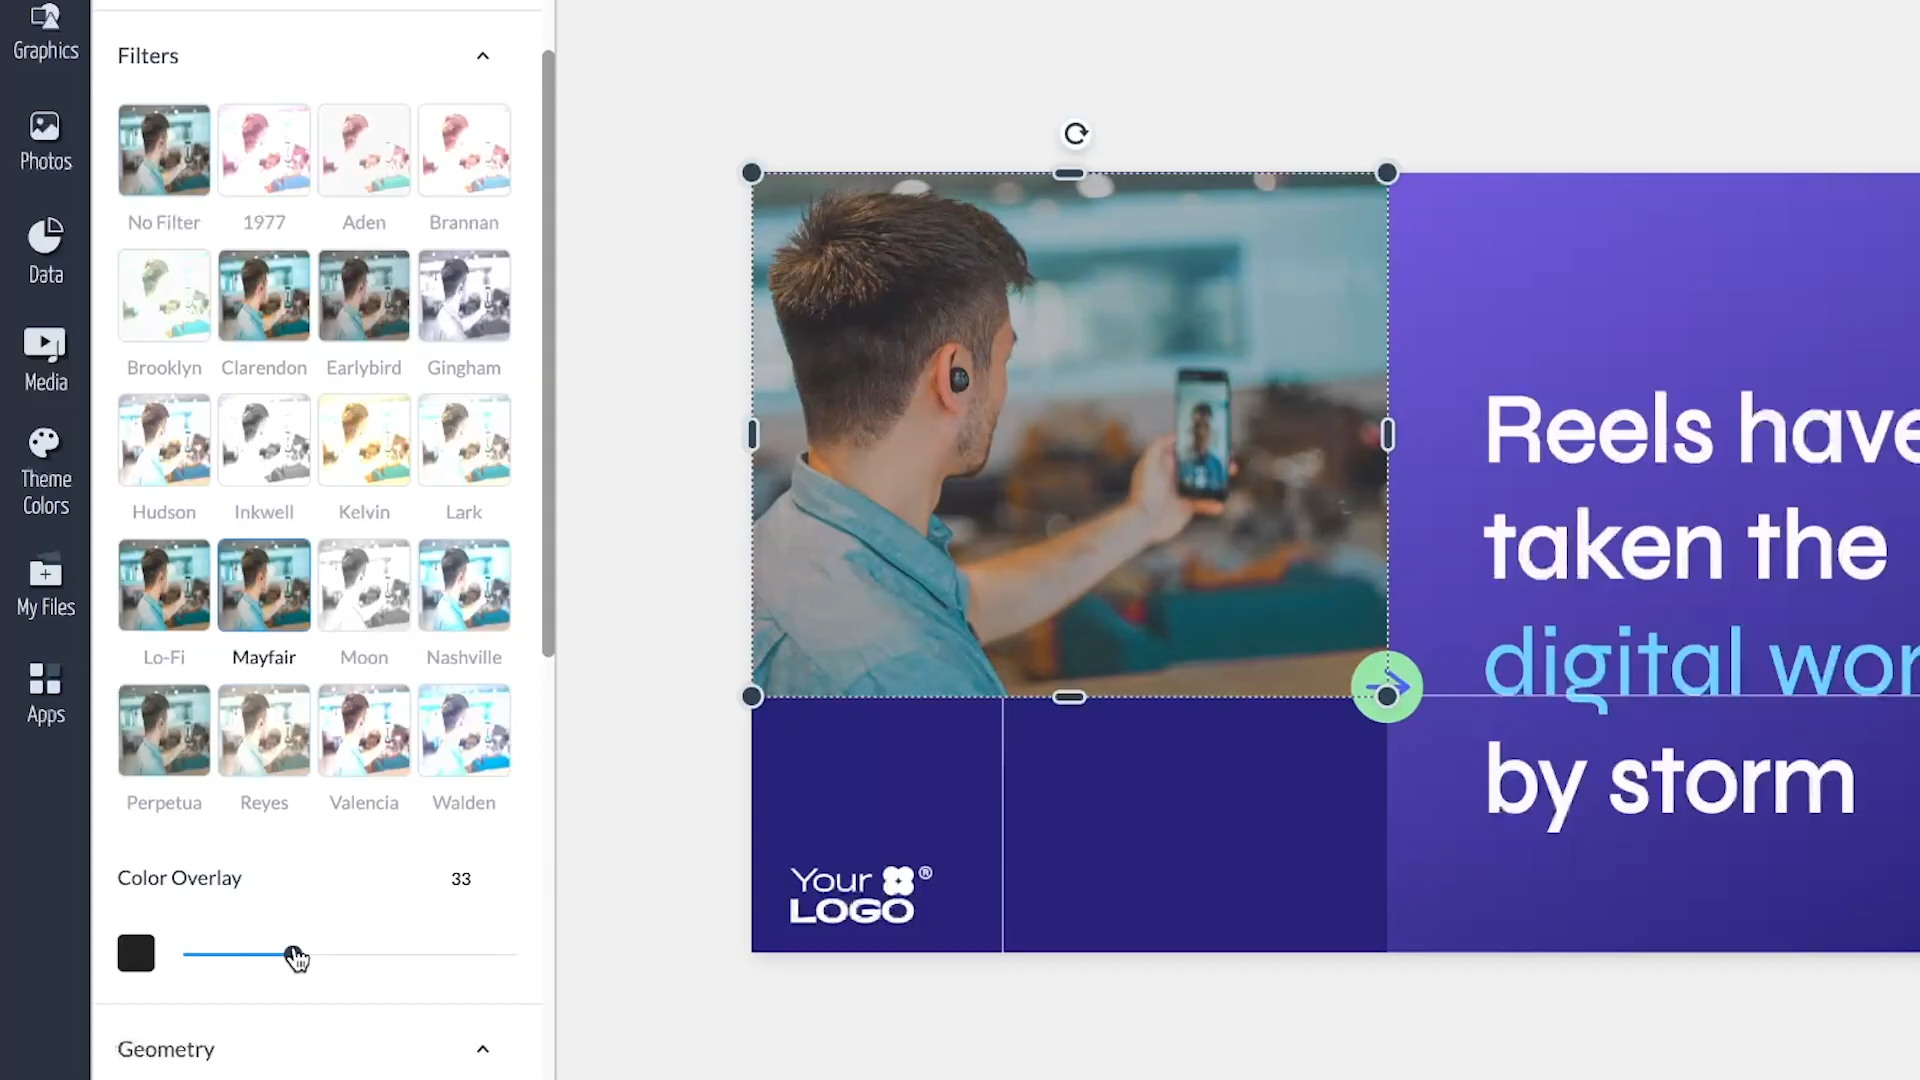 Graphics
Photos
Data
Media
Theme
Colors
My Files
Apps
Filters
No Filter
1977
Aden
Brannan
Brooklyn
Clarendon
Earlybird
Gingham
Hudson
Inkwell
Kelvin
Lark
Lo-Fi
Mayfair
Moon
Nashville
Perpetua
Reyes
Valencia
Walden
Color Overlay
33
Geometry
Reels have
taken the
digital wor
by storm
Your ®
LOGO